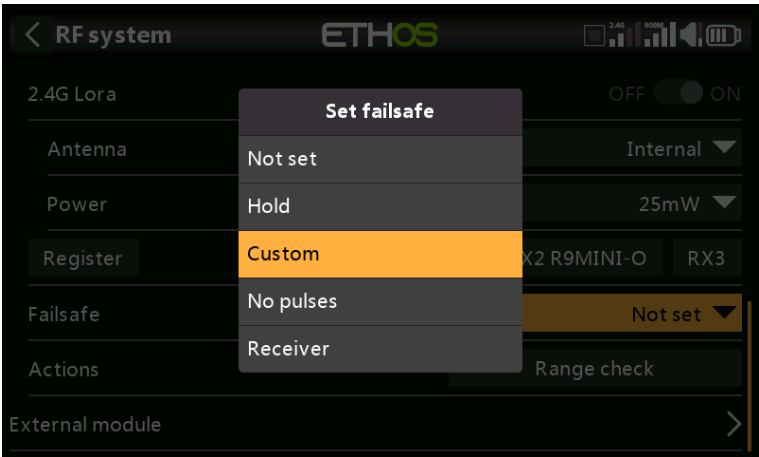 RF system ETHOS 2.4G 900M
2.4G Lora OFF ON
Set failsafe
Antenna Internal
Not set
Power 25mW
Hold
Register X2 R9MINI-O RX3
Custom
Failsafe Not set
No pulses
Receiver
Actions Range check
External module